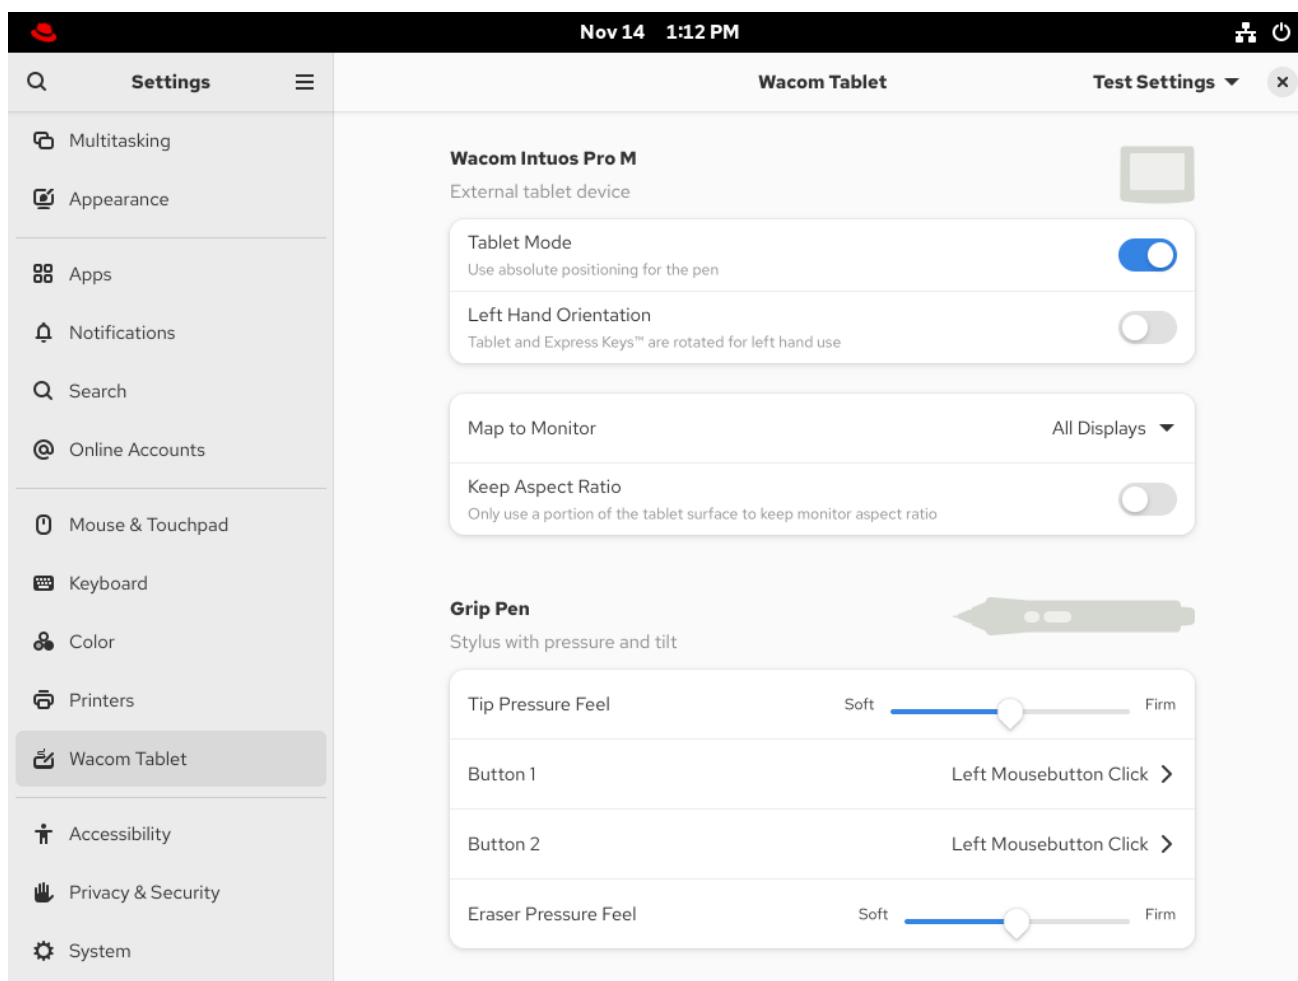 Nov 14 1:12 PM
Settings
Wacom Tablet
Test Settings
Multitasking
Appearance
Apps
Notifications
Search
Online Accounts
Mouse & Touchpad
Keyboard
Color
Printers
Wacom Tablet
Accessibility
Privacy & Security
System
Wacom Intuos Pro M
External tablet device
Tablet Mode
Use absolute positioning for the pen
Left Hand Orientation
Tablet and Express Keys™ are rotated for left hand use
Map to Monitor
All Displays
Keep Aspect Ratio
Only use a portion of the tablet surface to keep monitor aspect ratio
Grip Pen
Stylus with pressure and tilt
Tip Pressure Feel
Soft
Firm
Button 1
Left Mousebutton Click
Button 2
Left Mousebutton Click
Eraser Pressure Feel
Soft
Firm